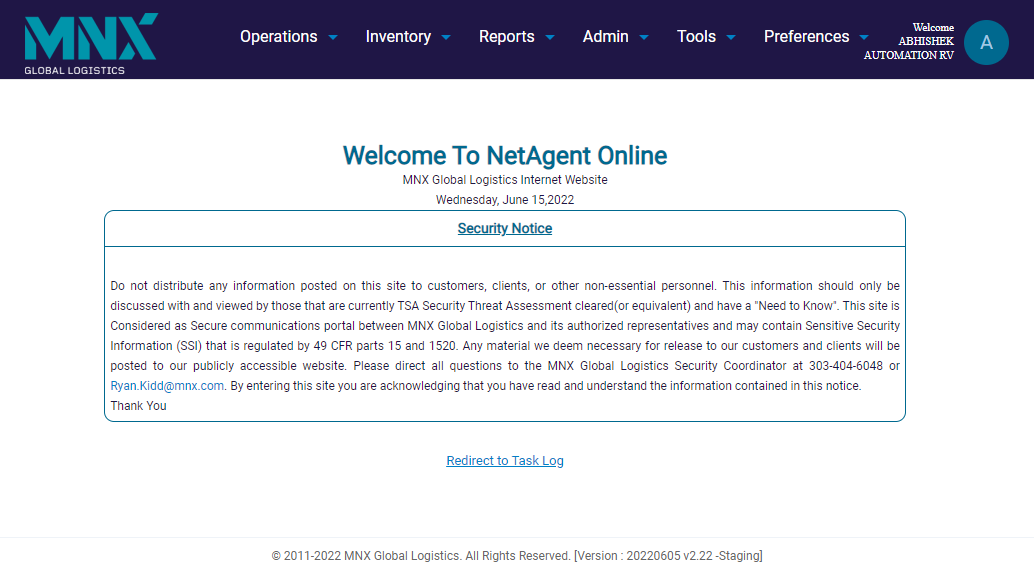 MNX
GLOBAL LOGISTICS
Operations Inventory Reports Admin Tools Preferences
Welcome
ABHISHEK
AUTOMATION RV
A
Welcome To NetAgent Online
MNX Global Logistics Internet Website
Wednesday, June 15,2022
Security Notice
Do not distribute any information posted on this site to customers, clients, or other non-essential personnel. This information should only be
discussed with and viewed by those that are currently TSA Security Threat Assessment cleared(or equivalent) and have a "Need to Know". This site is
Considered as Secure communications portal between MNX Global Logistics and its authorized representatives and may contain Sensitive Security
Information (SSI) that is regulated by 49 CFR parts 15 and 1520. Any material we deem necessary for release to our customers and clients will be
posted to our publicly accessible website. Please direct all questions to the MNX Global Logistics Security Coordinator at 303-404-6048 or
Ryan.Kidd@mnx.com. By entering this site you are acknowledging that you have read and understand the information contained in this notice.
Thank You
Redirect to Task Log
© 2011-2022 MNX Global Logistics. All Rights Reserved. [Version : 20220605 v2.22 -Staging]